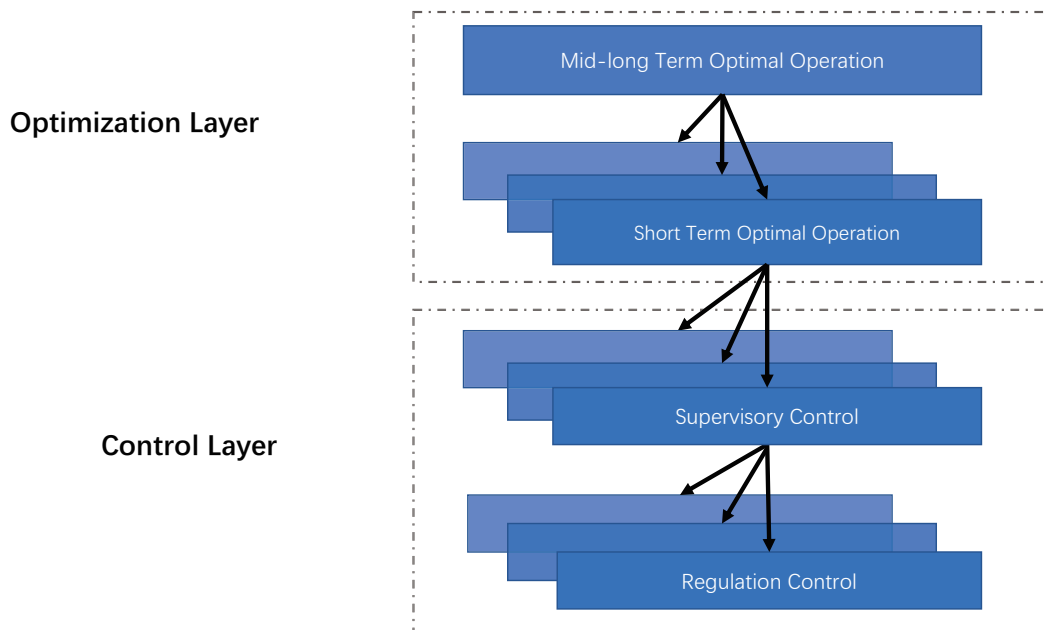 Mid-long Term Optimal Operation
Optimization Layer
Short Term Optimal Operation
Supervisory Control
Control Layer
Regulation Control